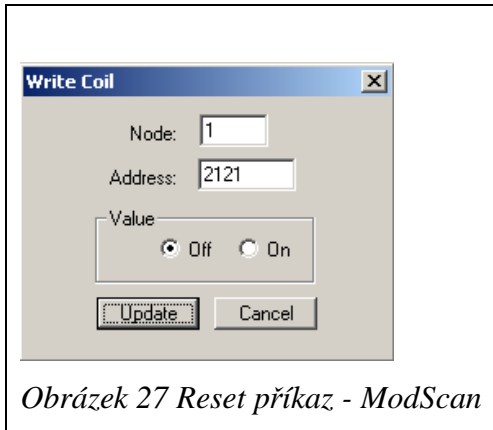 Write Coil
Node: 1
Address: 2121
Value
Off On
Update Cancel
Obrázek 27 Reset příkaz - ModScan